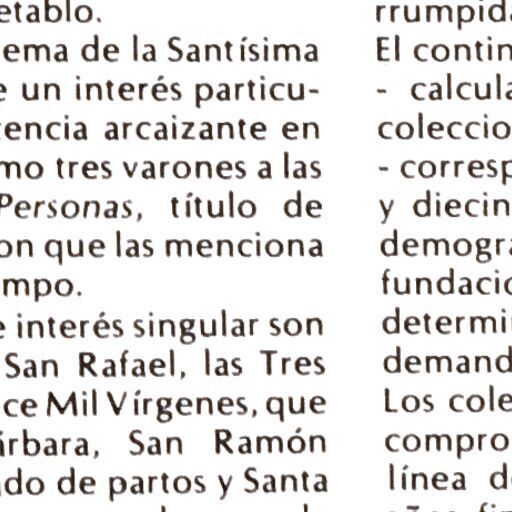 etablo.
ema de la Santísima
e un interés particu-
tencia arcaizante en
mo tres varones a las
Personas, título de
on que las menciona
mpo.
e interés singular son
San Rafael, las Tres
ce Mil Vírgenes, que
árbara, San Ramón
ado de partos y Santa
rrumpida
El contin
- calcula
coleccio
- corresp
y diecin
demogra
fundacio
determi
demand
Los cole
compro
línea d